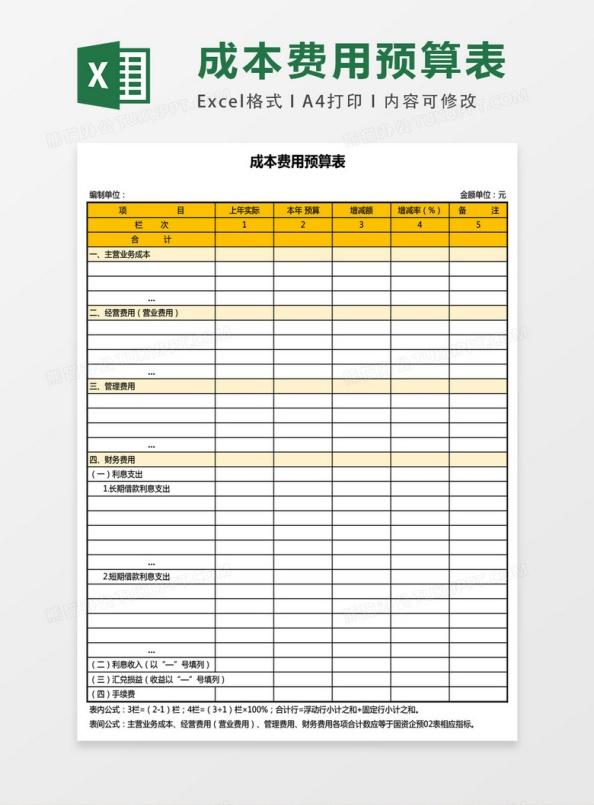 X
成本费用预算表
Excel格式 I A4打印 I 内容可修改
成本费用预算表
编制单位： 金额单位：元
项 目 上年实际 本年 预算 增减额 增减率（%） 备 注
栏 次 1 2 3 4 5
合 计
一、主营业务成本
...
二、经营费用（营业费用）
...
三、管理费用
...
四、财务费用
（一）利息支出
1.长期借款利息支出
...
2.短期借款利息支出
...
（二）利息收入（以“—”号填列）
（三）汇兑损益（收益以“—”号填列）
（四）手续费
表内公式：3栏=（2-1）栏；4栏=（3÷1）栏×100%；合计行=浮动行小计之和+固定行小计之和。
表间公式：主营业务成本、经营费用（营业费用）、管理费用、财务费用各项合计数应等于国资企预02表相应指标。